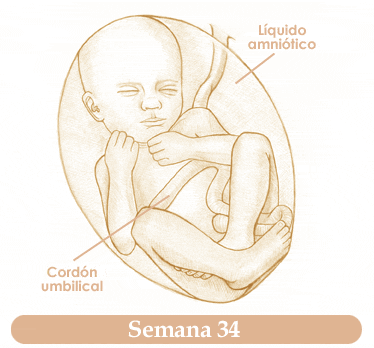 Líquido
amniótico
Cordón
umbilical
Semana 34